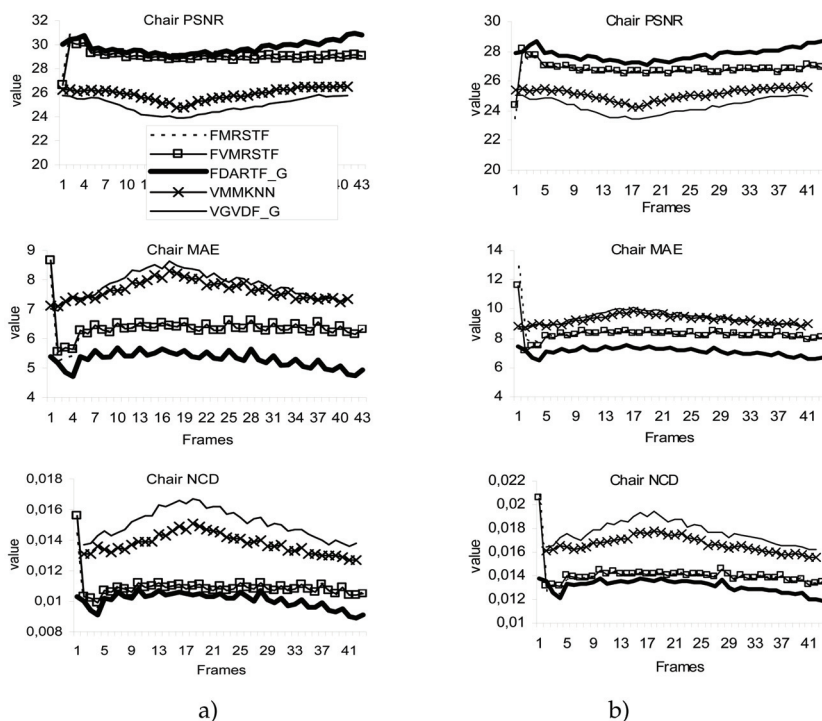 Chair PSNR
value
32
30
28
26
24
22
20
1 4 7 10 1 40 43
FMRSTF
FVMRSTF
FDARTF_G
VMMKNN
VGVDF_G
Chair PSNR
value
30
28
26
24
22
20
1 5 9 13 17 21 25 29 33 37 41
Frames
Chair MAE
value
9
8
7
6
5
4
1 4 7 10 13 16 19 22 25 28 31 34 37 40 43
Frames
Chair MAE
value
14
12
10
8
6
4
1 5 9 13 17 21 25 29 33 37 41
Frames
Chair NCD
value
0,018
0,016
0,014
0,012
0,01
0,008
1 5 9 13 17 21 25 29 33 37 41
Frames
Chair NCD
value
0,022
0,02
0,018
0,016
0,014
0,012
0,01
1 5 9 13 17 21 25 29 33 37 41
Frames
a)
b)